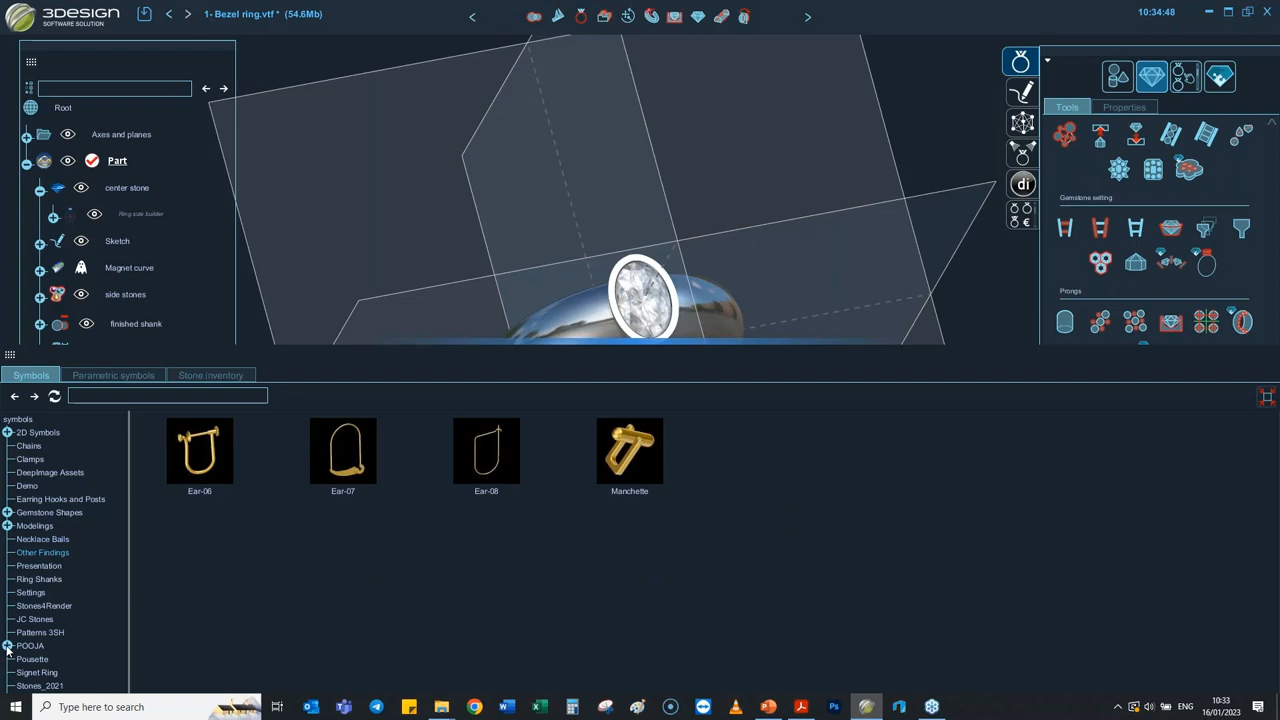 3DESIGN
SOFTWARE SOLUTION
1- Bezel ring.vtf * (54.6Mb)
10:34:48
Root
Axes and planes
Part
center stone
Ring size builder
Sketch
Magnet curve
side stones
finished shank
di
Tools
Properties
Gemstone setting
Prongs
Symbols
Parametric symbols
Stone Inventory
symbols
2D Symbols
Chains
Clamps
DeepImage Assets
Demo
Earring Hooks and Posts
Gemstone Shapes
Modelings
Necklace Bails
Other Findings
Presentation
Ring Shanks
Settings
Stones4Render
JC Stones
Patterns 3SH
POOJA
Pousette
Signet Ring
Stones_2021
Ear-06
Ear-07
Ear-08
Manchette
Type here to search
10:33
16/01/2023